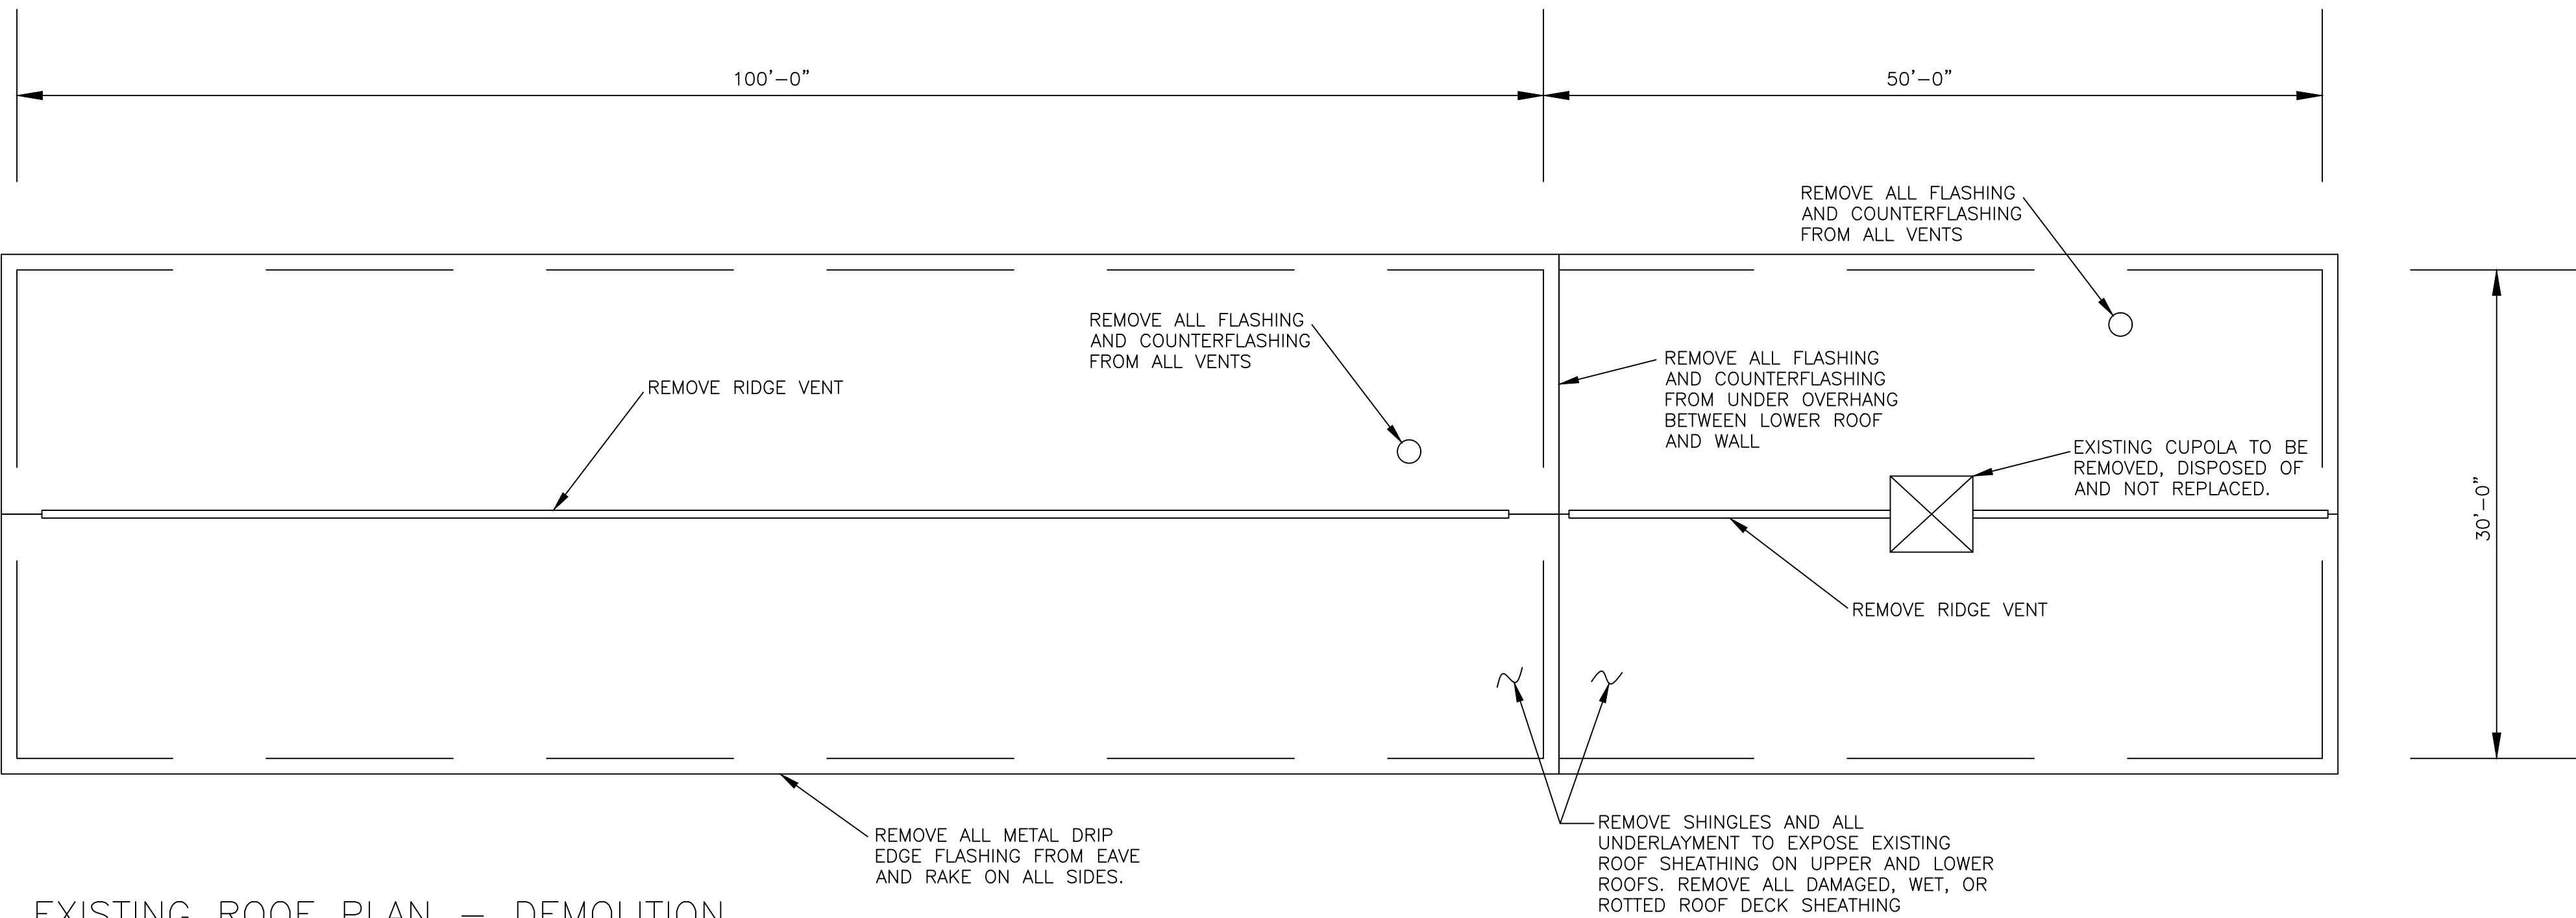 100'-0"
50'-0"
REMOVE ALL FLASHING
AND COUNTERFLASHING
FROM ALL VENTS
REMOVE ALL FLASHING
AND COUNTERFLASHING
FROM ALL VENTS
REMOVE ALL FLASHING
AND COUNTERFLASHING
FROM UNDER OVERHANG
BETWEEN LOWER ROOF
AND WALL
REMOVE RIDGE VENT
EXISTING CUPOLA TO BE
REMOVED, DISPOSED OF
AND NOT REPLACED.
30'-0"
REMOVE RIDGE VENT
REMOVE ALL METAL DRIP
EDGE FLASHING FROM EAVE
AND RAKE ON ALL SIDES.
REMOVE SHINGLES AND ALL
UNDERLAYMENT TO EXPOSE EXISTING
ROOF SHEATHING ON UPPER AND LOWER
ROOFS. REMOVE ALL DAMAGED, WET, OR
ROTTED ROOF DECK SHEATHING
EXISTING ROOF PLAN - DEMOLITION